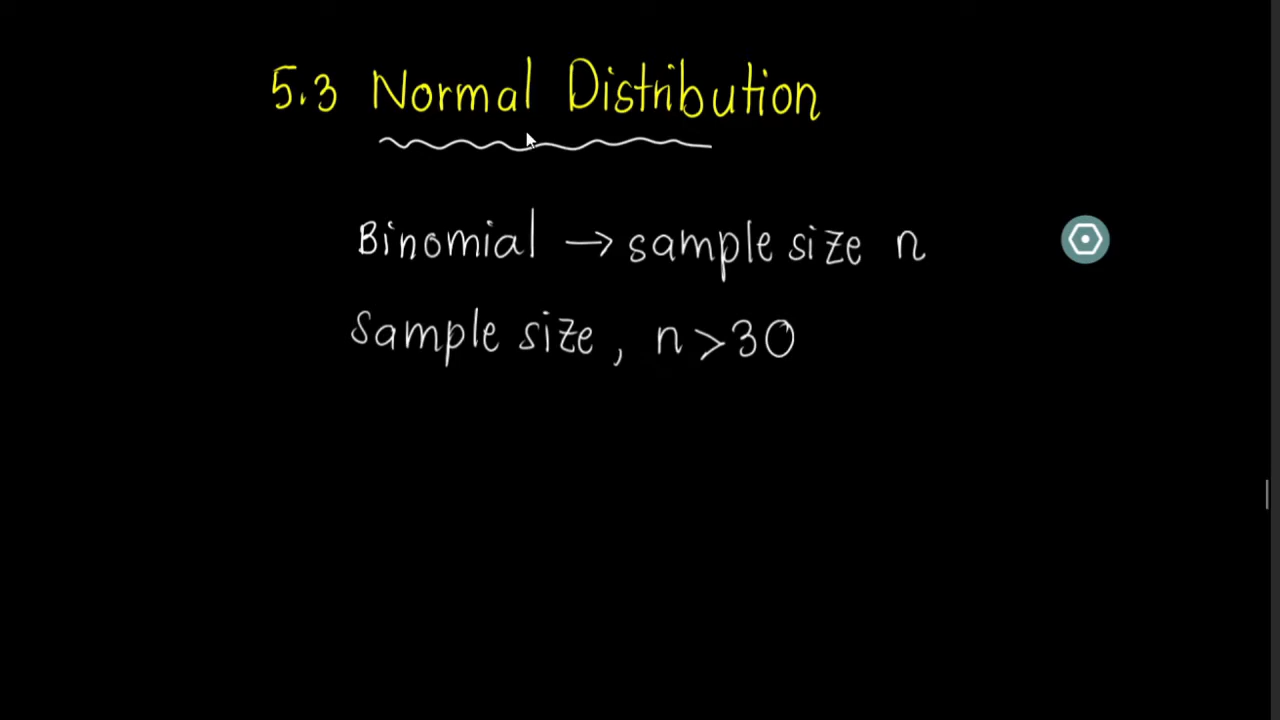 5.3 Normal Distribution
Binomial → sample size n
Sample size, n > 30